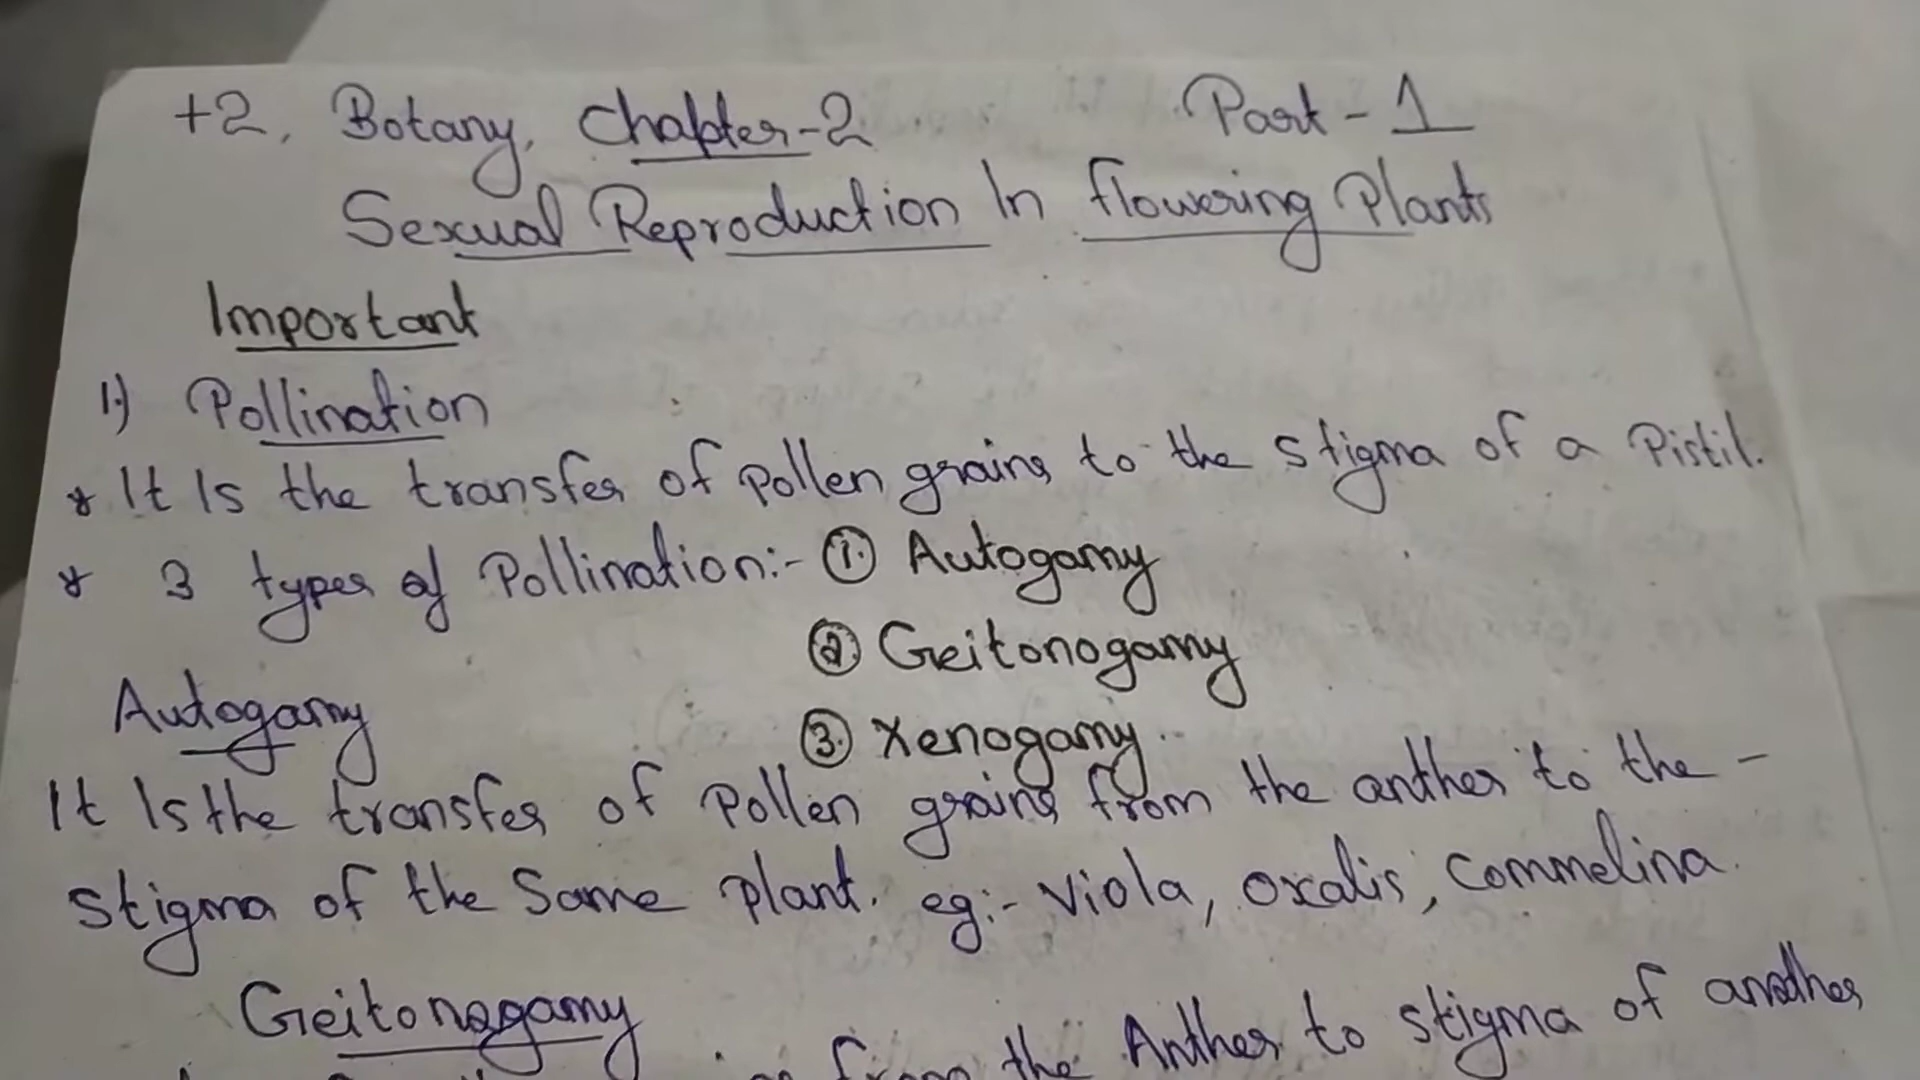 +2, Botany, Chapter-2 Part - 1
Sexual Reproduction In flowering Plants
Important
1) Pollination
* It Is the transfer of Pollen grains to the stigma of a Pistil.
* 3 types of Pollination:- ① Autogamy
② Geitonogamy
③ Xenogamy
Autogamy
It Is the transfer of Pollen grains from the anther to the -
stigma of the Same plant. eg:- Viola, Oxalis, Commelina.
Geitonogamy
from the Anther to stigma of another